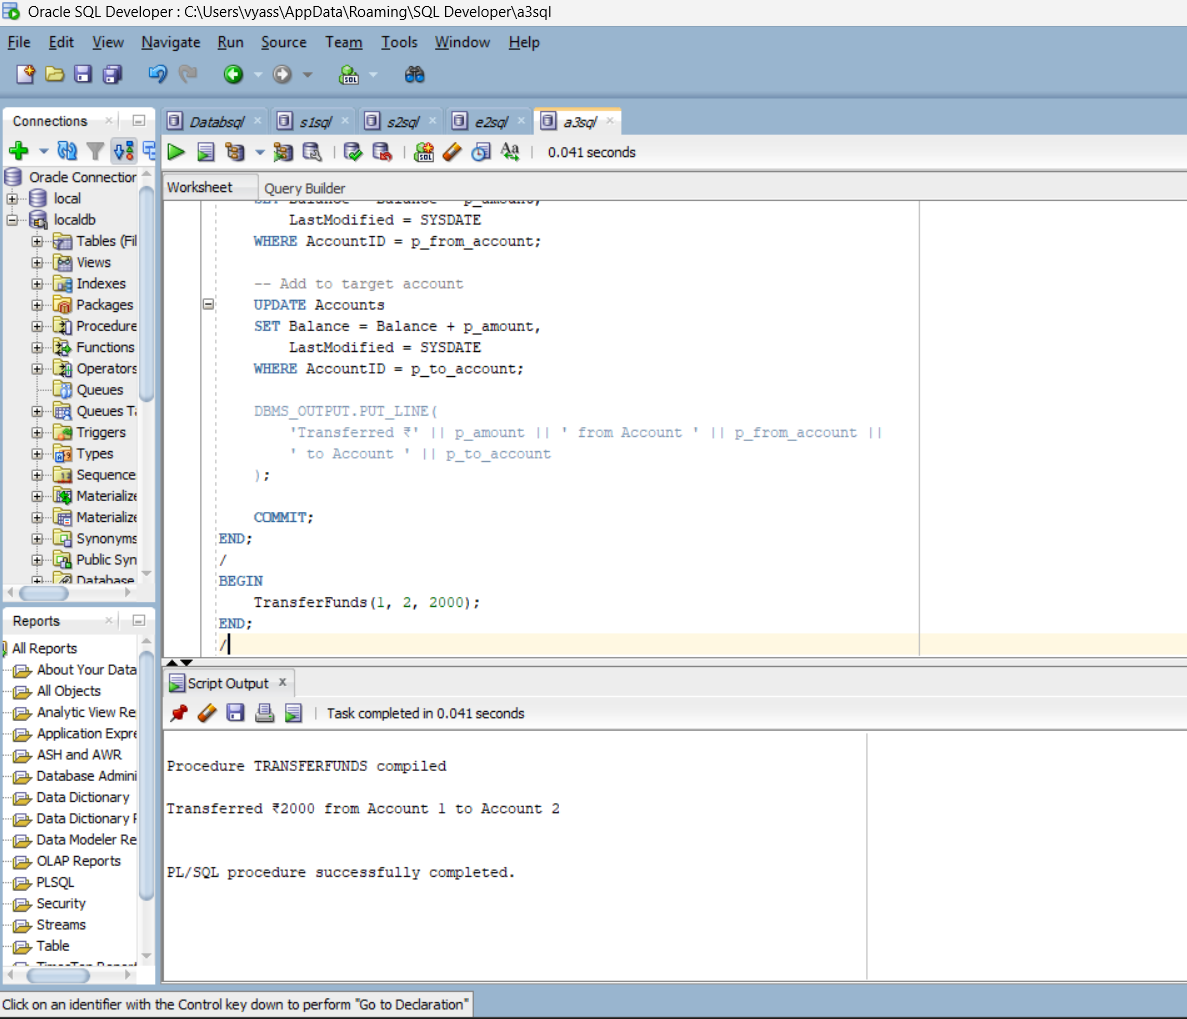 Oracle SQL Developer : C:\Users\vyass\AppData\Roaming\SQL Developer\a3sql
File Edit View Navigate Run Source Team Tools Window Help
Connections
Databsql s1sql s2sql e2sql a3sql
0.041 seconds
Oracle Connection
local
localdb
Tables (Fil
Views
Indexes
Packages
Procedure
Functions
Operators
Queues
Queues Ta
Triggers
Types
Sequence
Materialize
Materialize
Synonyms
Public Syn
Database
Worksheet Query Builder
SET Balance = Balance - p_amount,
LastModified = SYSDATE
WHERE AccountID = p_from_account;
-- Add to target account
UPDATE Accounts
SET Balance = Balance + p_amount,
LastModified = SYSDATE
WHERE AccountID = p_to_account;
DBMS_OUTPUT.PUT_LINE(
'Transferred ₹' || p_amount || ' from Account ' || p_from_account ||
' to Account ' || p_to_account
);
COMMIT;
END;
/
BEGIN
TransferFunds(1, 2, 2000);
END;
/
Reports
All Reports
About Your Data
All Objects
Analytic View Re
Application Expre
ASH and AWR
Database Admini
Data Dictionary
Data Dictionary R
Data Modeler Re
OLAP Reports
PLSQL
Security
Streams
Table
Script Output
Task completed in 0.041 seconds
Procedure TRANSFERFUNDS compiled
Transferred ₹2000 from Account 1 to Account 2
PL/SQL procedure successfully completed.
Click on an identifier with the Control key down to perform "Go to Declaration"